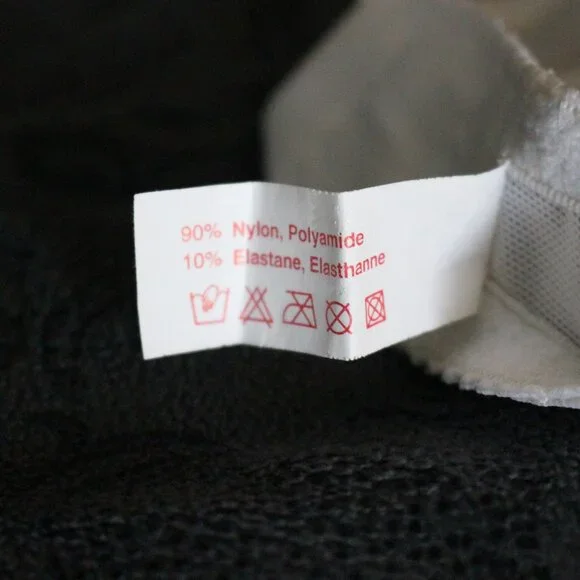 90% Nylon, Polyamide
10% Elastane, Elasthanne